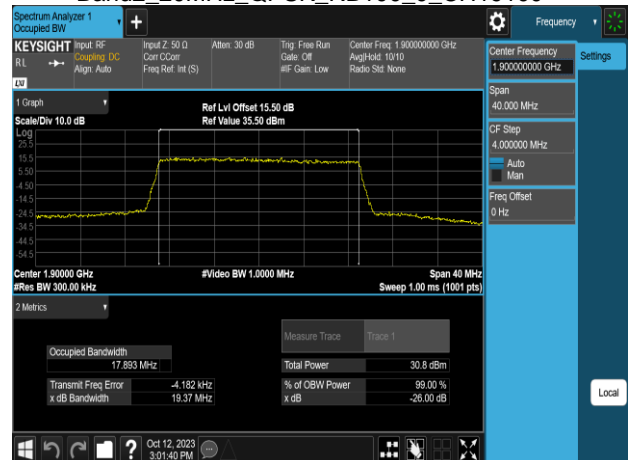 Spectrum Analyzer 1
Occupied BW
Frequency
KEYSIGHT
Input: RF
Input Z: 50 Ω
Atten: 30 dB
Trig: Free Run
Center Freq: 1.900000000 GHz
RL
Coupling: DC
Corr CCorr
Gate: Off
Avg|Hold: 10/10
Align: Auto
Freq Ref: Int (S)
#IF Gain: Low
Radio Std: None
LXI
Center Frequency
1.900000000 GHz
Settings
Span
40.000 MHz
CF Step
4.000000 MHz
Auto
Man
Freq Offset
0 Hz
Local
1 Graph
Ref Lvl Offset 15.50 dB
Scale/Div 10.0 dB
Ref Value 35.50 dBm
Log
25.5
15.5
5.50
-4.50
-14.5
-24.5
-34.5
-44.5
-54.5
Center 1.90000 GHz
#Video BW 1.0000 MHz
Span 40 MHz
#Res BW 300.00 kHz
Sweep 1.00 ms (1001 pts)
2 Metrics
Measure Trace
Trace 1
Occupied Bandwidth
17.893 MHz
Total Power
30.8 dBm
Transmit Freq Error
-4.182 kHz
% of OBW Power
99.00 %
x dB Bandwidth
19.37 MHz
x dB
-26.00 dB
Oct 12, 2023
3:01:40 PM